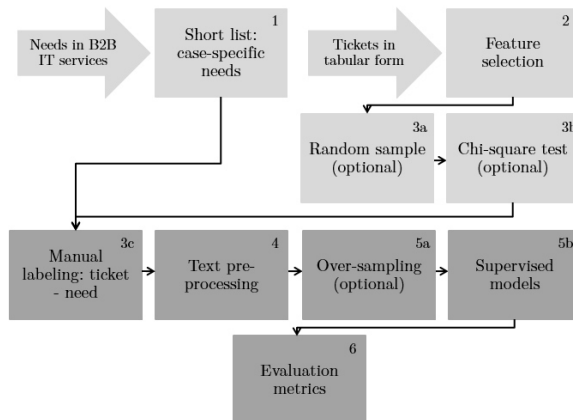 Needs in B2B
IT services
1
Short list:
case-specific
needs
Tickets in
tabular form
2
Feature
selection
3a
Random sample
(optional)
3b
Chi-square test
(optional)
3c
Manual
labeling: ticket
- need
4
Text pre-
processing
5a
Over-sampling
(optional)
5b
Supervised
models
6
Evaluation
metrics